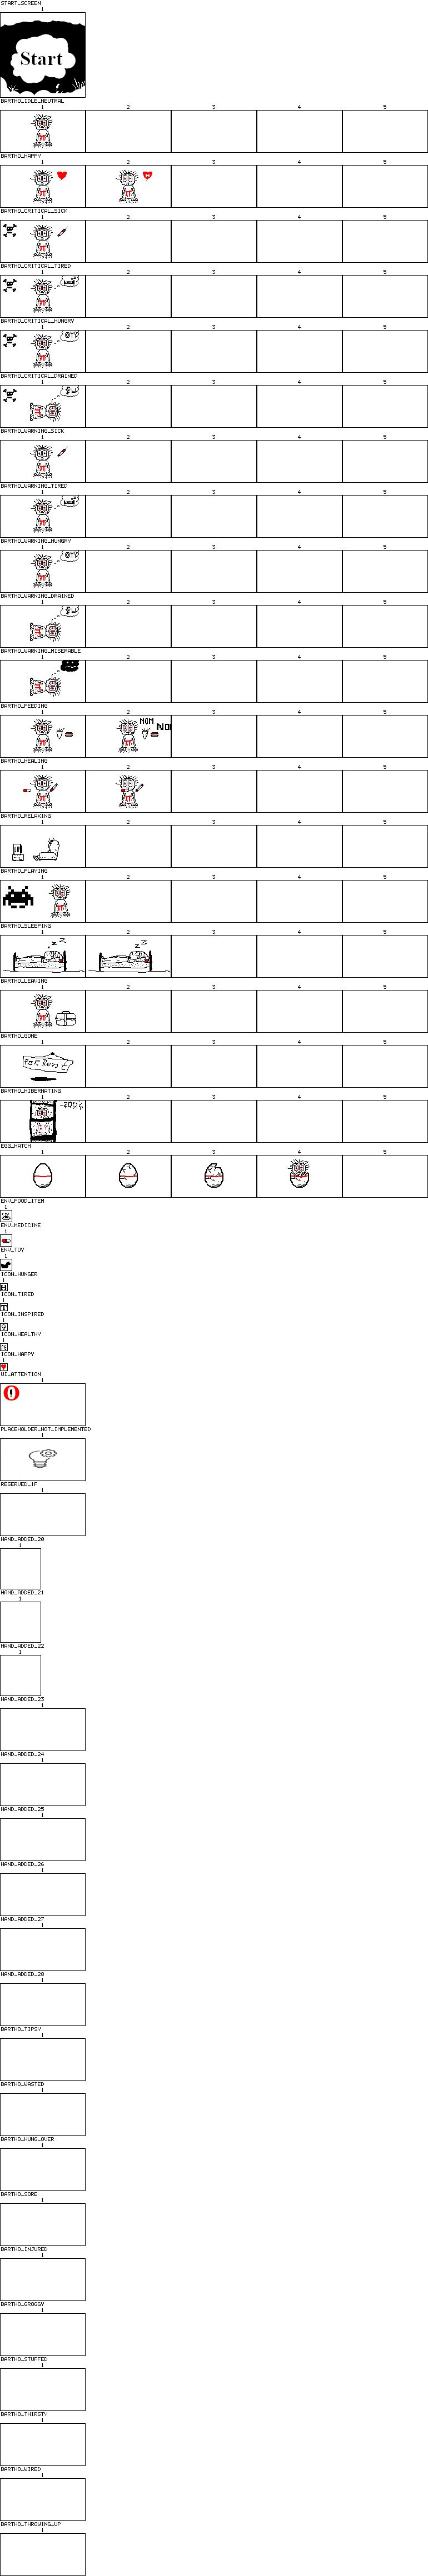 START_SCREEN
1
Start
BARTHO_IDLE_NEUTRAL
1 2 3 4 5
BARTHO_HAPPY
1 2 3 4 5
BARTHO_CRITICAL_SICK
1 2 3 4 5
BARTHO_CRITICAL_TIRED
1 2 3 4 5
BARTHO_CRITICAL_HUNGRY
1 2 3 4 5
BARTHO_CRITICAL_DRAINED
1 2 3 4 5
BARTHO_WARNING_SICK
1 2 3 4 5
BARTHO_WARNING_TIRED
1 2 3 4 5
BARTHO_WARNING_HUNGRY
1 2 3 4 5
BARTHO_WARNING_DRAINED
1 2 3 4 5
BARTHO_WARNING_MISERABLE
1 2 3 4 5
BARTHO_FEEDING
1 2 3 4 5
NOM
BARTHO_HEALING
1 2 3 4 5
BARTHO_RELAXING
1 2 3 4 5
BARTHO_PLAYING
1 2 3 4 5
BARTHO_SLEEPING
1 2 3 4 5
z Z z Z
BARTHO_LEAVING
1 2 3 4 5
BARTHO_GONE
1 2 3 4 5
For Rent
BARTHO_HIBERNATING
1 2 3 4 5
EGG_HATCH
1 2 3 4 5
ENV_FOOD_ITEM
1
ENV_MEDICINE
1
ENV_TOY
1
ICON_HUNGER
1
H
ICON_TIRED
1
T
ICON_INSPIRED
1
ICON_HEALTHY
1
ICON_HAPPY
1
UI_ATTENTION
1
!
PLACEHOLDER_NOT_IMPLEMENTED
1
RESERVED_1F
1
HAND_ADDED_20
1
HAND_ADDED_21
1
HAND_ADDED_22
1
HAND_ADDED_23
1
HAND_ADDED_24
1
HAND_ADDED_25
1
HAND_ADDED_26
1
HAND_ADDED_27
1
HAND_ADDED_28
1
BARTHO_TIPSY
1
BARTHO_WASTED
1
BARTHO_HUNG_OVER
1
BARTHO_SORE
1
BARTHO_INJURED
1
BARTHO_GROGGY
1
BARTHO_STUFFED
1
BARTHO_THIRSTY
1
BARTHO_WIRED
1
BARTHO_THROWING_UP
1